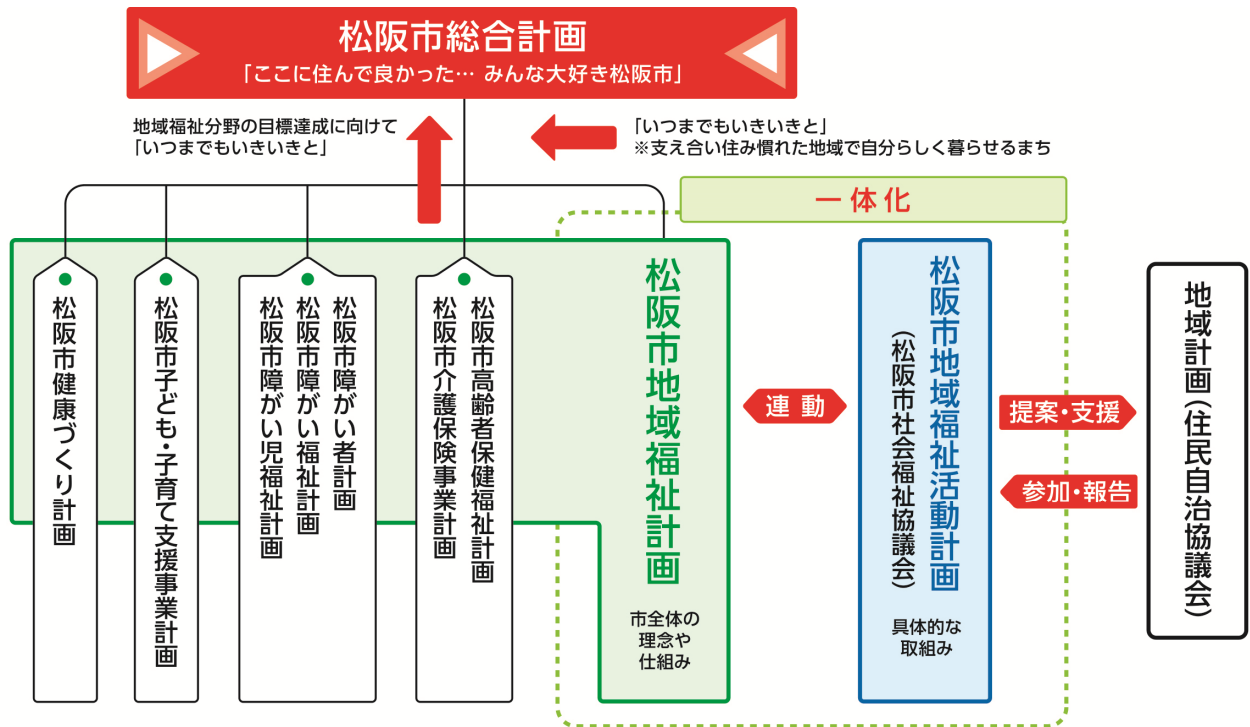 松阪市総合計画
「ここに住んで良かった… みんな大好き松阪市」
地域福祉分野の目標達成に向けて
「いつまでもいきいきと」
「いつまでもいきいきと」
※支え合い住み慣れた地域で自分らしく暮らせるまち
一体化
松阪市健康づくり計画
松阪市子ども・子育て支援事業計画
松阪市障がい者計画
松阪市障がい福祉計画
松阪市障がい児福祉計画
松阪市高齢者保健福祉計画
松阪市介護保険事業計画
松阪市地域福祉計画
市全体の
理念や
仕組み
連動
松阪市地域福祉活動計画
(松阪市社会福祉協議会)
具体的な
取組み
提案・支援
参加・報告
地域計画(住民自治協議会)